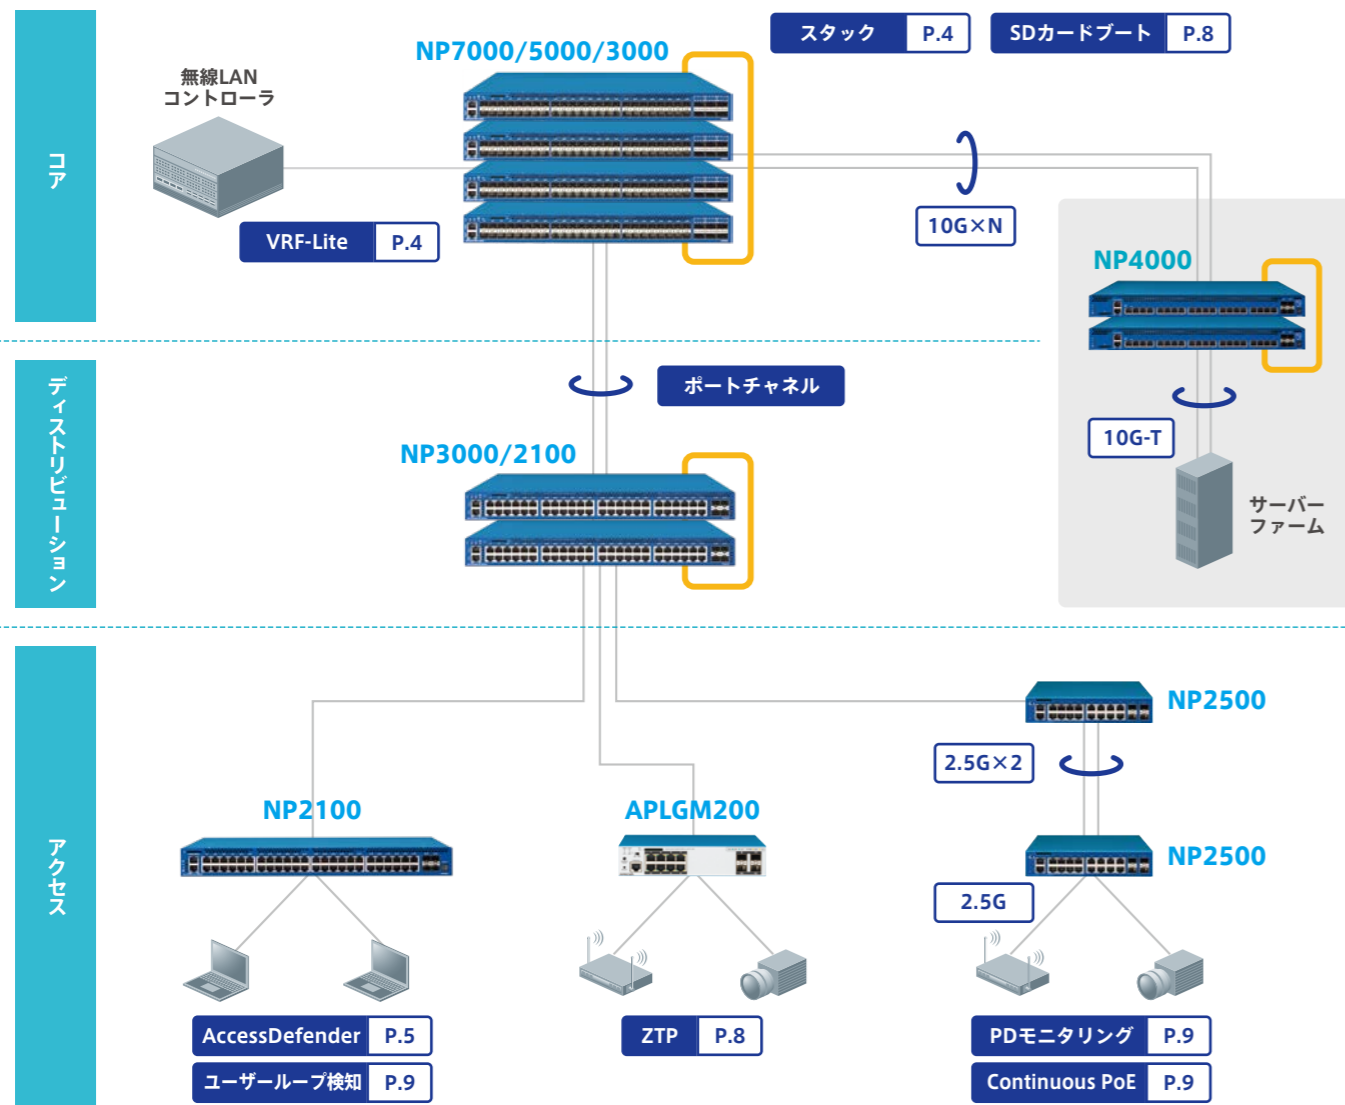 コア
無線LAN
コントローラ
NP7000/5000/3000
スタック P.4
SDカードブート P.8
VRF-Lite P.4
10G×N
NP4000
10G-T
サーバー
ファーム
ディストリビューション
ポートチャネル
NP3000/2100
アクセス
NP2500
2.5G×2
NP2100
APLGM200
NP2500
2.5G
AccessDefender P.5
ユーザーループ検知 P.9
ZTP P.8
PDモニタリング P.9
Continuous PoE P.9